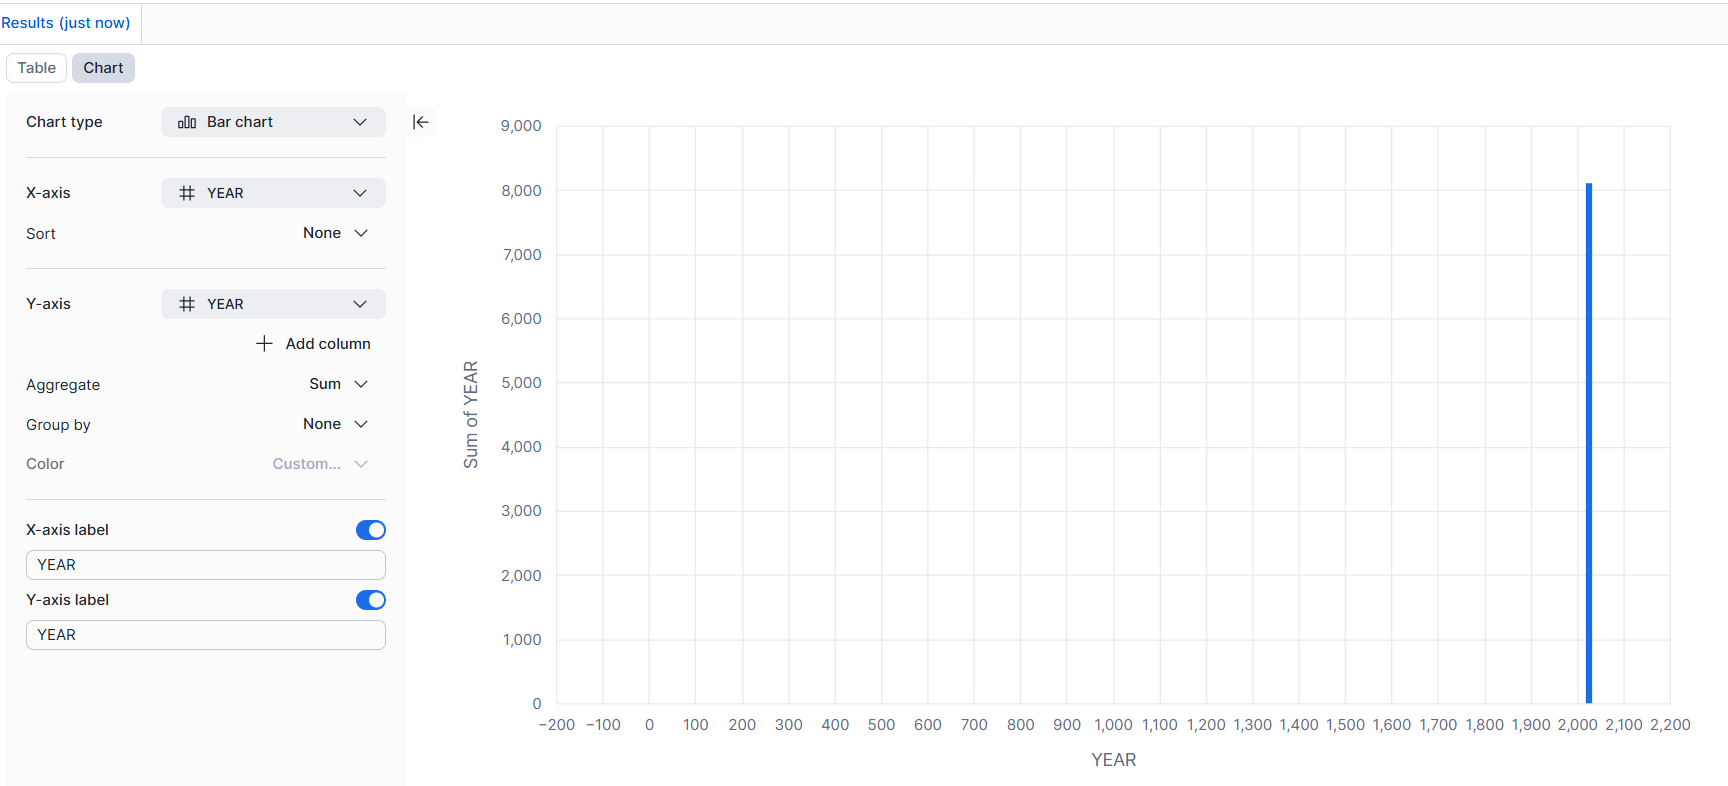 Results (just now)
Table Chart
Chart type Bar chart
X-axis YEAR
Sort None
Y-axis YEAR
Add column
Aggregate Sum
Group by None
Color Custom...
X-axis label
YEAR
Y-axis label
YEAR
9,000
8,000
7,000
6,000
5,000
4,000
3,000
2,000
1,000
0
Sum of YEAR
−200 −100 0 100 200 300 400 500 600 700 800 900 1,000 1,100 1,200 1,300 1,400 1,500 1,600 1,700 1,800 1,900 2,000 2,100 2,200
YEAR